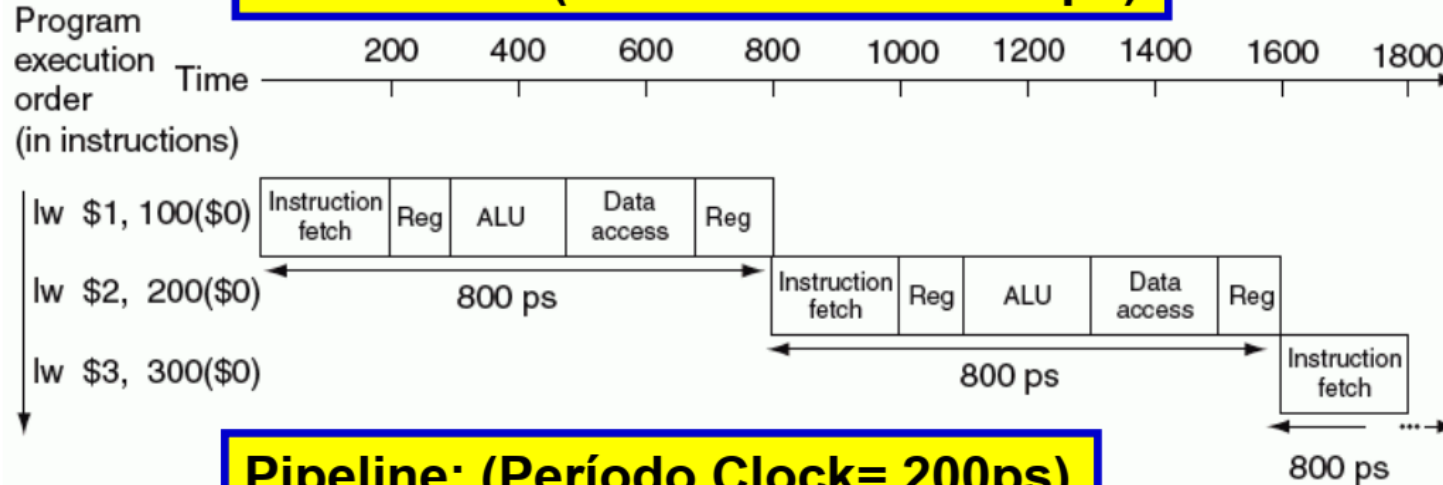 Program
execution
order
(in instructions)
Time
200 400 600 800 1000 1200 1400 1600 1800
lw $1, 100($0)
Instruction
fetch
Reg
ALU
Data
access
Reg
800 ps
lw $2, 200($0)
Instruction
fetch
Reg
ALU
Data
access
Reg
800 ps
lw $3, 300($0)
Instruction
fetch
...
800 ps
Pipeline: (Período Clock= 200ps)